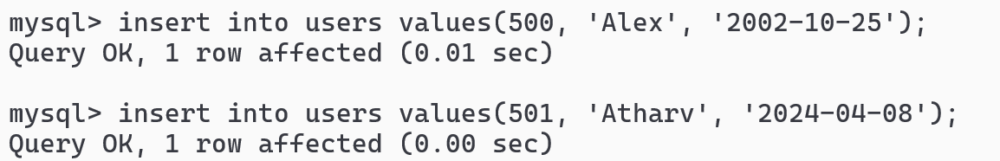 mysql> insert into users values(500, 'Alex', '2002-10-25');
Query OK, 1 row affected (0.01 sec)
mysql> insert into users values(501, 'Atharv', '2024-04-08');
Query OK, 1 row affected (0.00 sec)